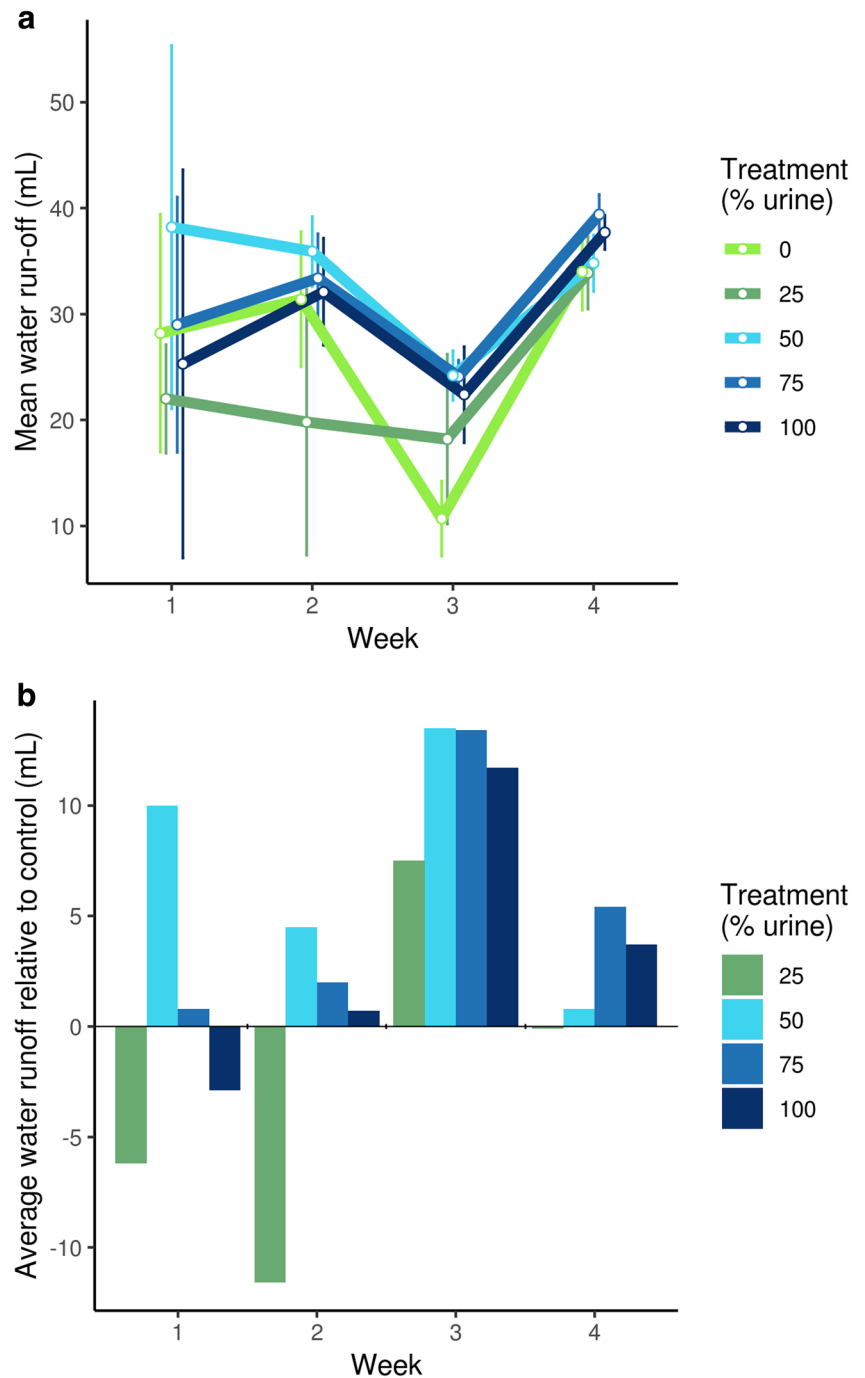 a
Mean water run-off (mL)
50
40
30
20
10
1
2
3
4
Week
Treatment
(% urine)
0
25
50
75
100
b
Average water runoff relative to control (mL)
10
5
0
-5
-10
1
2
3
4
Week
Treatment
(% urine)
25
50
75
100